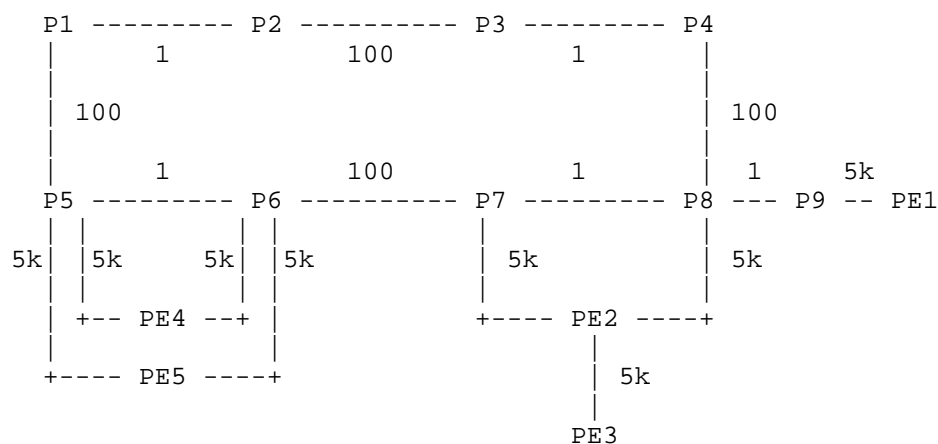 P1 --------- P2 ---------- P3 --------- P4
1 100 1
100 100
1 100 1 1 5k
P5 --------- P6 ---------- P7 --------- P8 --- P9 -- PE1
5k 5k 5k 5k 5k 5k
+-- PE4 --+ +---- PE2 ----+
+---- PE5 ----+ 5k
PE3